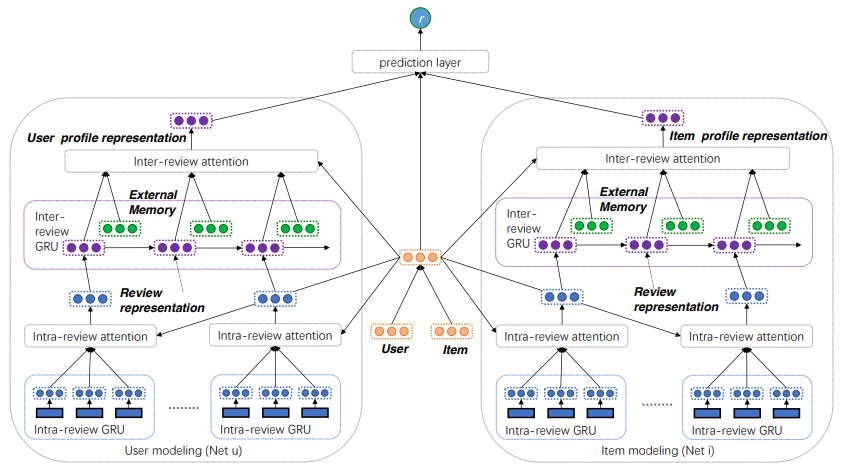 r
prediction layer
User profile representation
Item profile representation
Inter-review attention
Inter-review attention
External
Memory
External
Memory
Inter-
review
GRU
Inter-
review
GRU
Review
representation
Review
representation
Intra-review attention
Intra-review attention
User
Item
Intra-review attention
Intra-review attention
........
........
Intra-review GRU
Intra-review GRU
Intra-review GRU
Intra-review GRU
User modeling (Net u)
Item modeling (Net i)